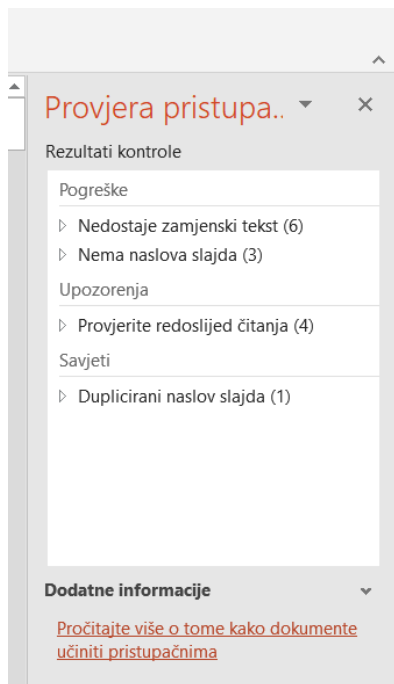 Provjera pristupa..
Rezultati kontrole
Pogreške
Nedostaje zamjenski tekst (6)
Nema naslova slajda (3)
Upozorenja
Provjerite redoslijed čitanja (4)
Savjeti
Duplicirani naslov slajda (1)
Dodatne informacije
Pročitajte više o tome kako dokumente
učiniti pristupačnima